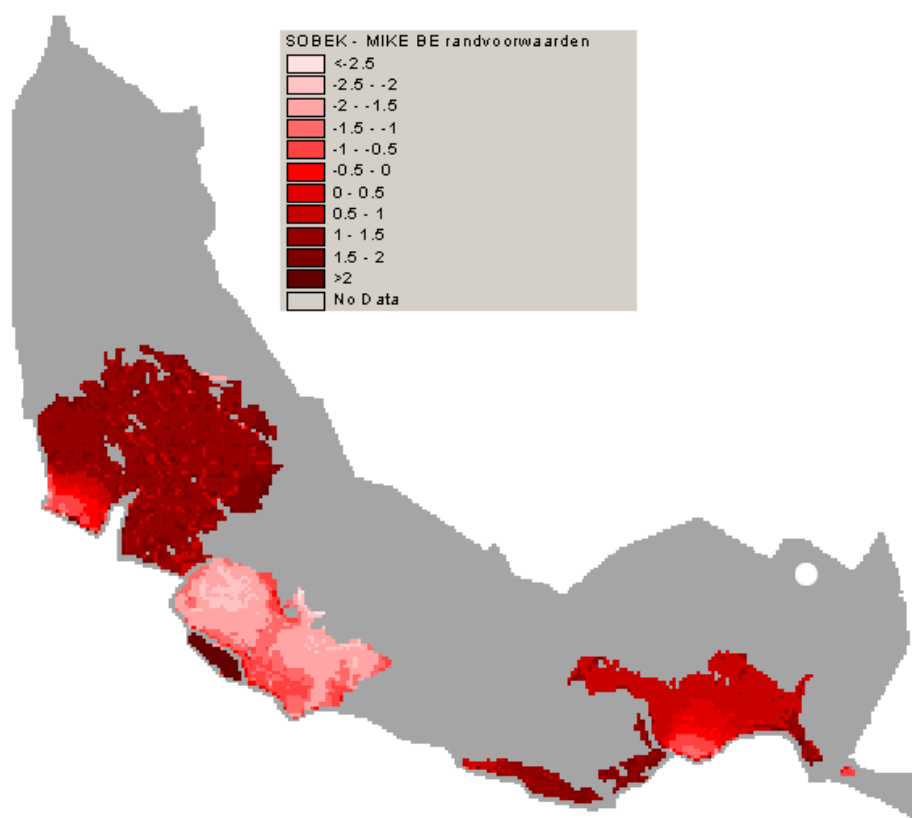 SOBEK - MIKE BE randvoorwaarden
<-2.5
-2.5 - -2
-2 - -1.5
-1.5 - -1
-1 - -0.5
-0.5 - 0
0 - 0.5
0.5 - 1
1 - 1.5
1.5 - 2
>2
No Data